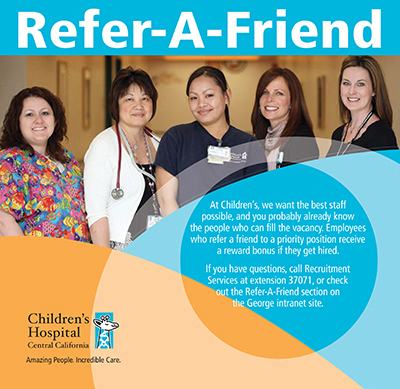 Refer-A-Friend
At Children's, we want the best staff
possible, and you probably already know
the people who can fill the vacancy. Employees
who refer a friend to a priority position receive
a reward bonus if they get hired.
If you have questions, call Recruitment
Services at extension 37071, or check
out the Refer-A-Friend section on
the George intranet site.
Children's
Hospital
Central California
Amazing People. Incredible Care.